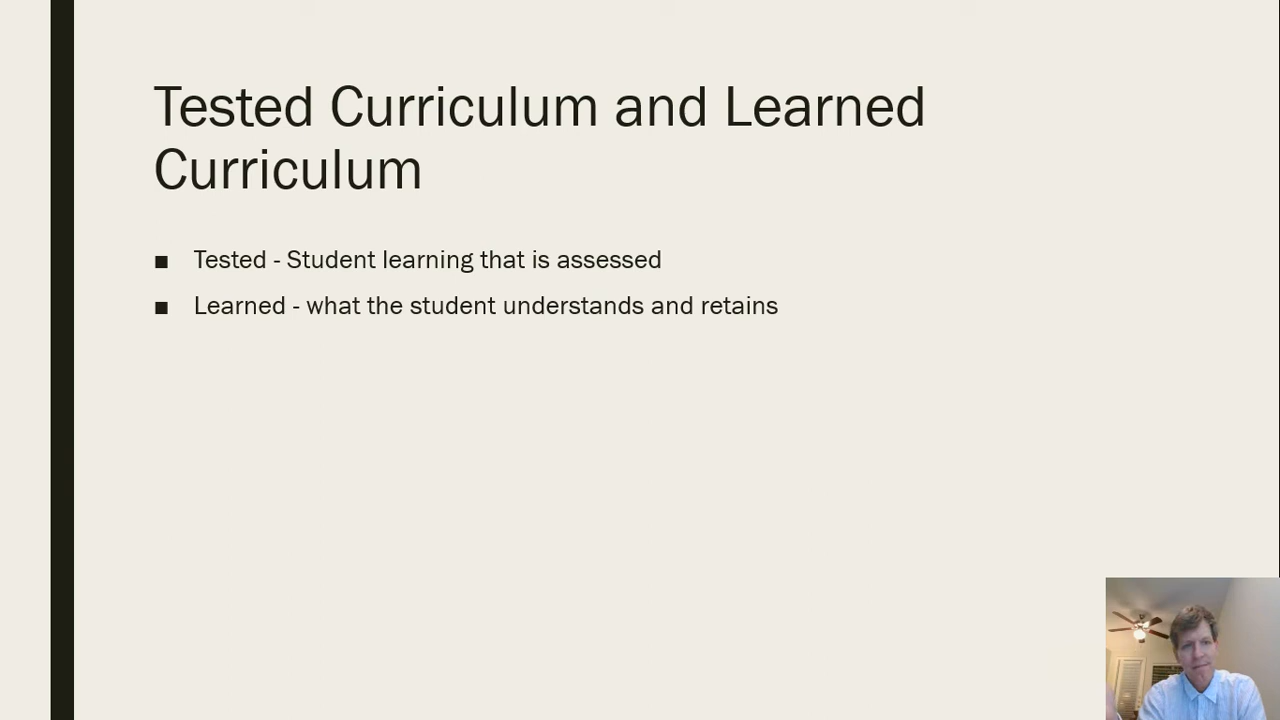 Tested Curriculum and Learned
Curriculum
■ Tested - Student learning that is assessed
■ Learned - what the student understands and retains